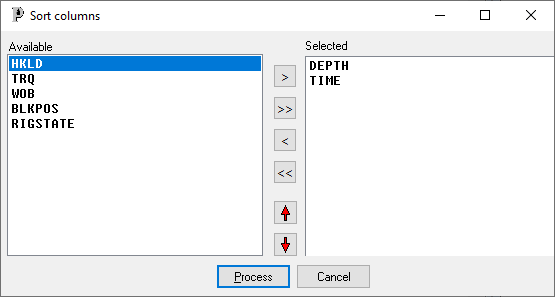 Sort columns
Available
HKLD
TRQ
WOB
BLKPOS
RIGSTATE
>
>>
<
<<
Selected
DEPTH
TIME
Process
Cancel